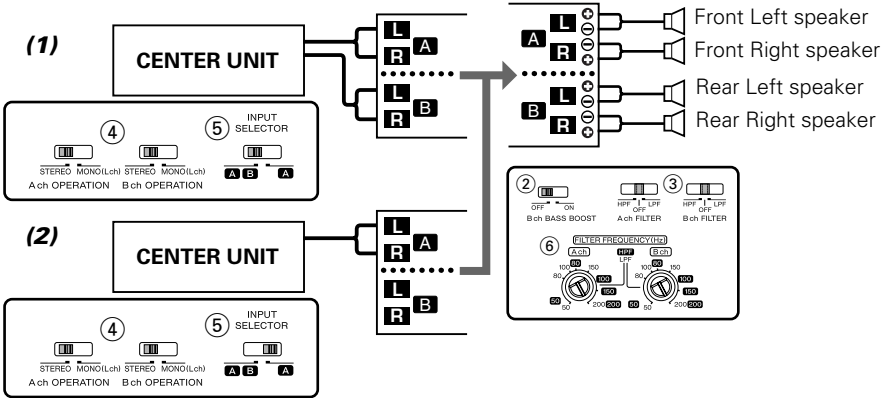 (1)
CENTER UNIT
L
R
A
L
R
B
A
L
R
B
L
R
Front Left speaker
Front Right speaker
Rear Left speaker
Rear Right speaker
④ ⑤ INPUT
SELECTOR
STEREO MONO(Lch) STEREO MONO(Lch) A B A
A ch OPERATION B ch OPERATION
(2)
CENTER UNIT
L
R
A
L
R
B
④ ⑤ INPUT
SELECTOR
STEREO MONO(Lch) STEREO MONO(Lch) A B A
A ch OPERATION B ch OPERATION
② ③
OFF ON HPF OFF LPF HPF OFF LPF
B ch BASS BOOST A ch FILTER B ch FILTER
⑥ FILTER FREQUENCY(Hz)
A ch HPF B ch
LPF
80 80
100 150 100 150
80 100 80 100
150 150
50 200 200 50 200 200
50 50